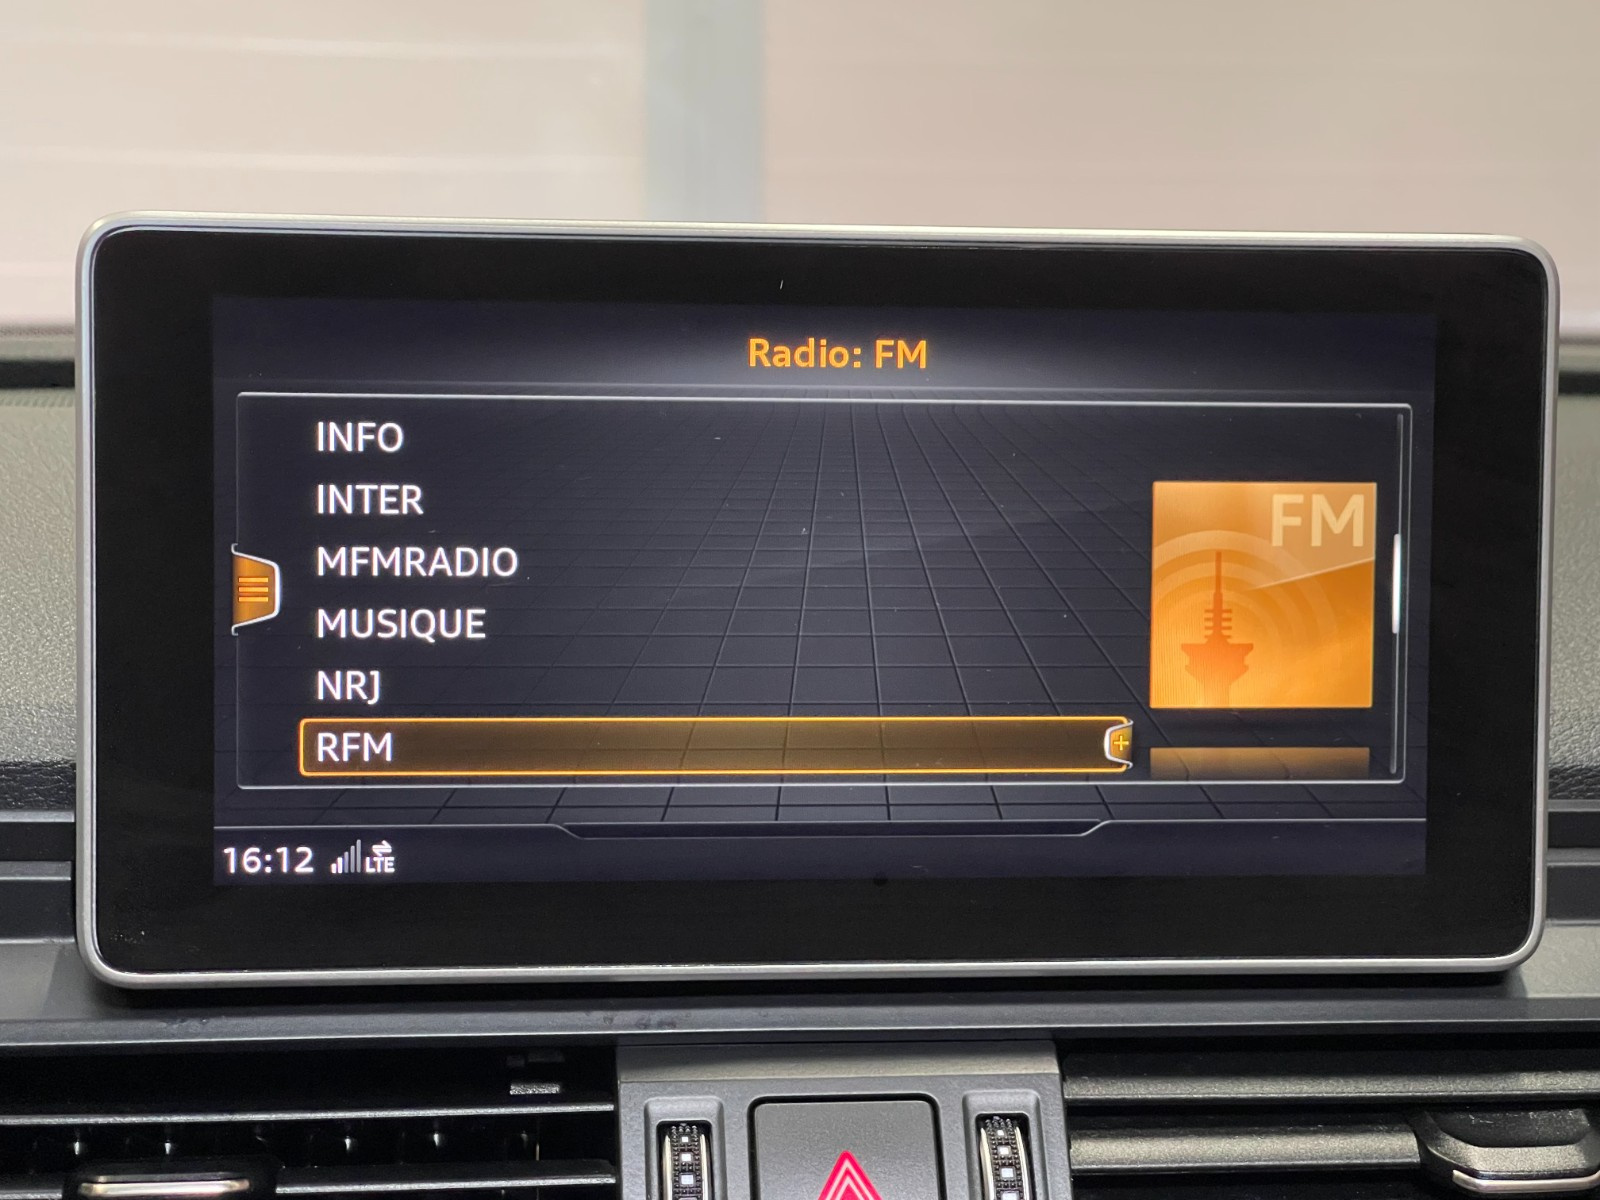 Radio: FM
INFO
INTER
MFMRADIO
MUSIQUE
NRJ
RFM
FM
16:12 LTE